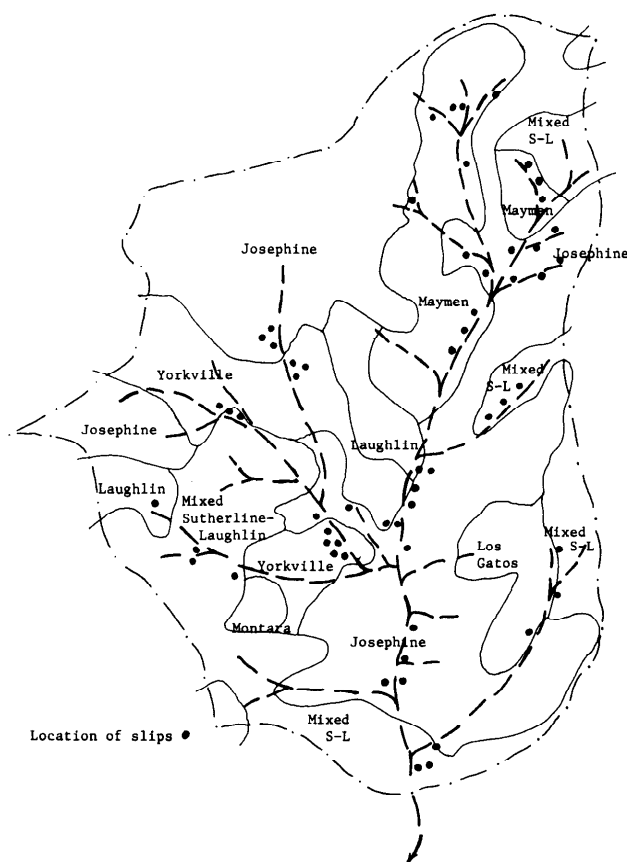 Mixed
S-L
Maymen
Josephine
Josephine
Maymen
Mixed
S-L
Yorkville
Josephine
Laughlin
Laughlin
Mixed
Sutherline-
Laughlin
Mixed
S-L
Los
Gatos
Yorkville
Montara
Josephine
Mixed
S-L
Location of slips